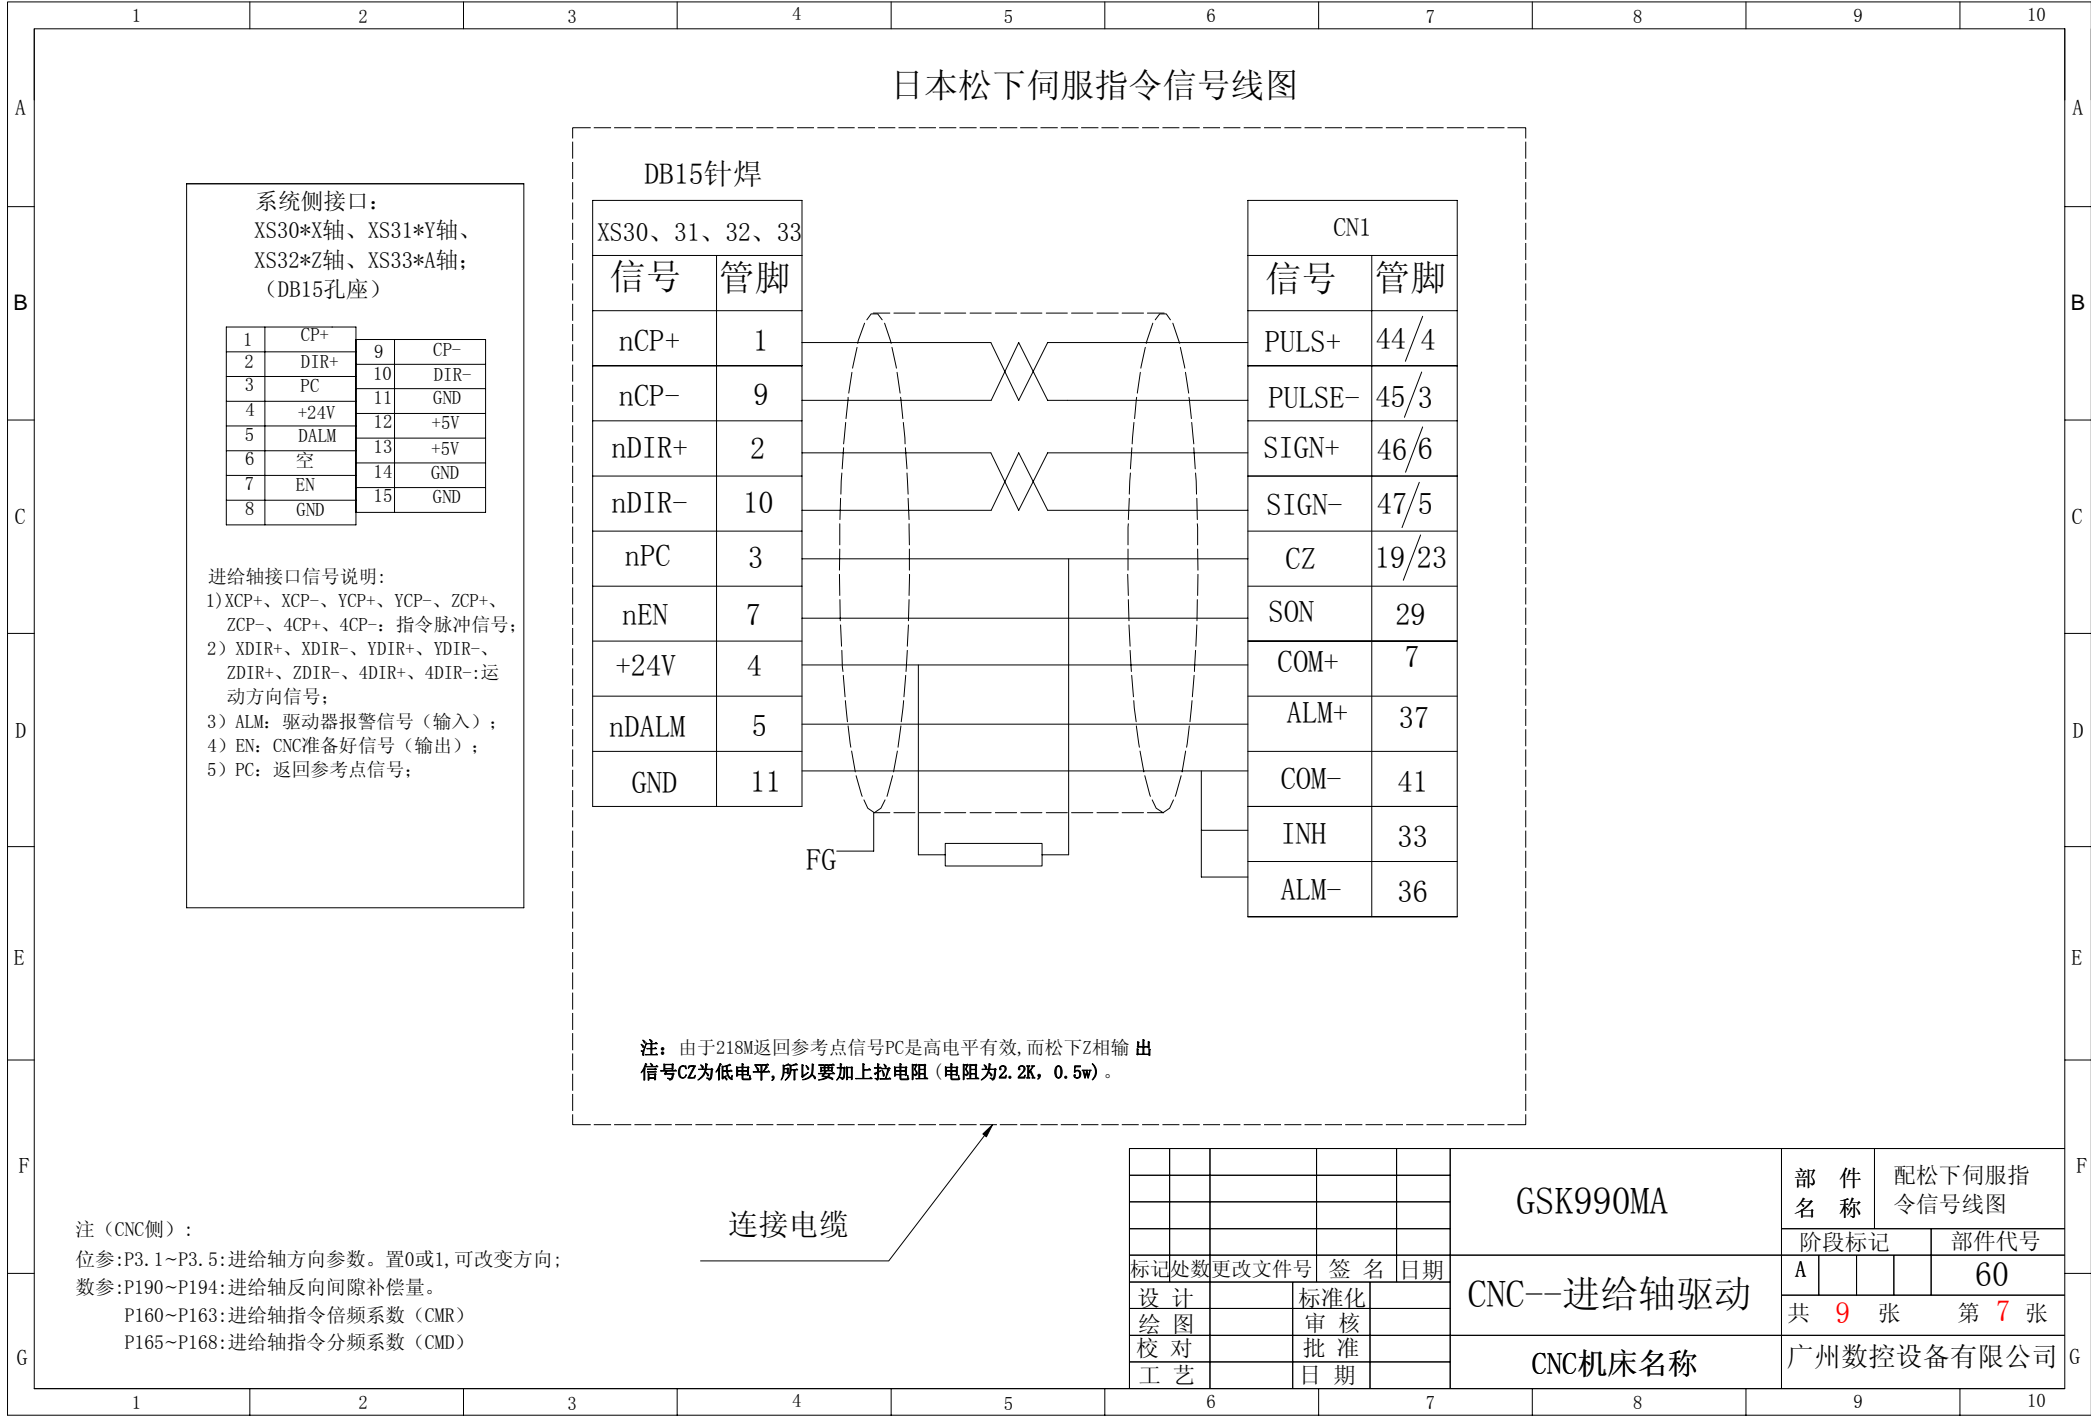 1 2 3 4 5 6 7 8 9 10
A A
B B
C C
D D
E E
F F
G G
日本松下伺服指令信号线图
系统侧接口：
XS30*X轴、XS31*Y轴、
XS32*Z轴、XS33*A轴；
（DB15孔座）
1 CP+
2 DIR+
3 PC
4 +24V
5 DALM
6 空
7 EN
8 GND
9 CP-
10 DIR-
11 GND
12 +5V
13 +5V
14 GND
15 GND
进给轴接口信号说明:
1)XCP+、XCP-、YCP+、YCP-、ZCP+、
ZCP-、4CP+、4CP-：指令脉冲信号；
2）XDIR+、XDIR-、YDIR+、YDIR-、
ZDIR+、ZDIR-、4DIR+、4DIR-:运
动方向信号；
3）ALM：驱动器报警信号（输入）；
4）EN：CNC准备好信号（输出）；
5）PC：返回参考点信号；
DB15针焊
XS30、31、32、33
信号 管脚
nCP+ 1
nCP- 9
nDIR+ 2
nDIR- 10
nPC 3
nEN 7
+24V 4
nDALM 5
GND 11
FG
CN1
信号 管脚
PULS+ 44/4
PULSE- 45/3
SIGN+ 46/6
SIGN- 47/5
CZ 19/23
SON 29
COM+ 7
ALM+ 37
COM- 41
INH 33
ALM- 36
注：由于218M返回参考点信号PC是高电平有效,而松下Z相输 出
信号CZ为低电平,所以要加上拉电阻（电阻为2.2K，0.5w）。
连接电缆
注（CNC侧）:
位参:P3.1~P3.5:进给轴方向参数。置0或1,可改变方向;
数参:P190~P194:进给轴反向间隙补偿量。
P160~P163:进给轴指令倍频系数（CMR）
P165~P168:进给轴指令分频系数（CMD）
标记 处数 更改文件号 签 名 日期
设 计 标准化
绘 图 审 核
校 对 批 准
工 艺 日 期
GSK990MA
CNC--进给轴驱动
CNC机床名称
部 件
名 称
配松下伺服指
令信号线图
阶段标记 部件代号
A 60
共 9 张 第 7 张
广州数控设备有限公司
1 2 3 4 5 6 7 8 9 10